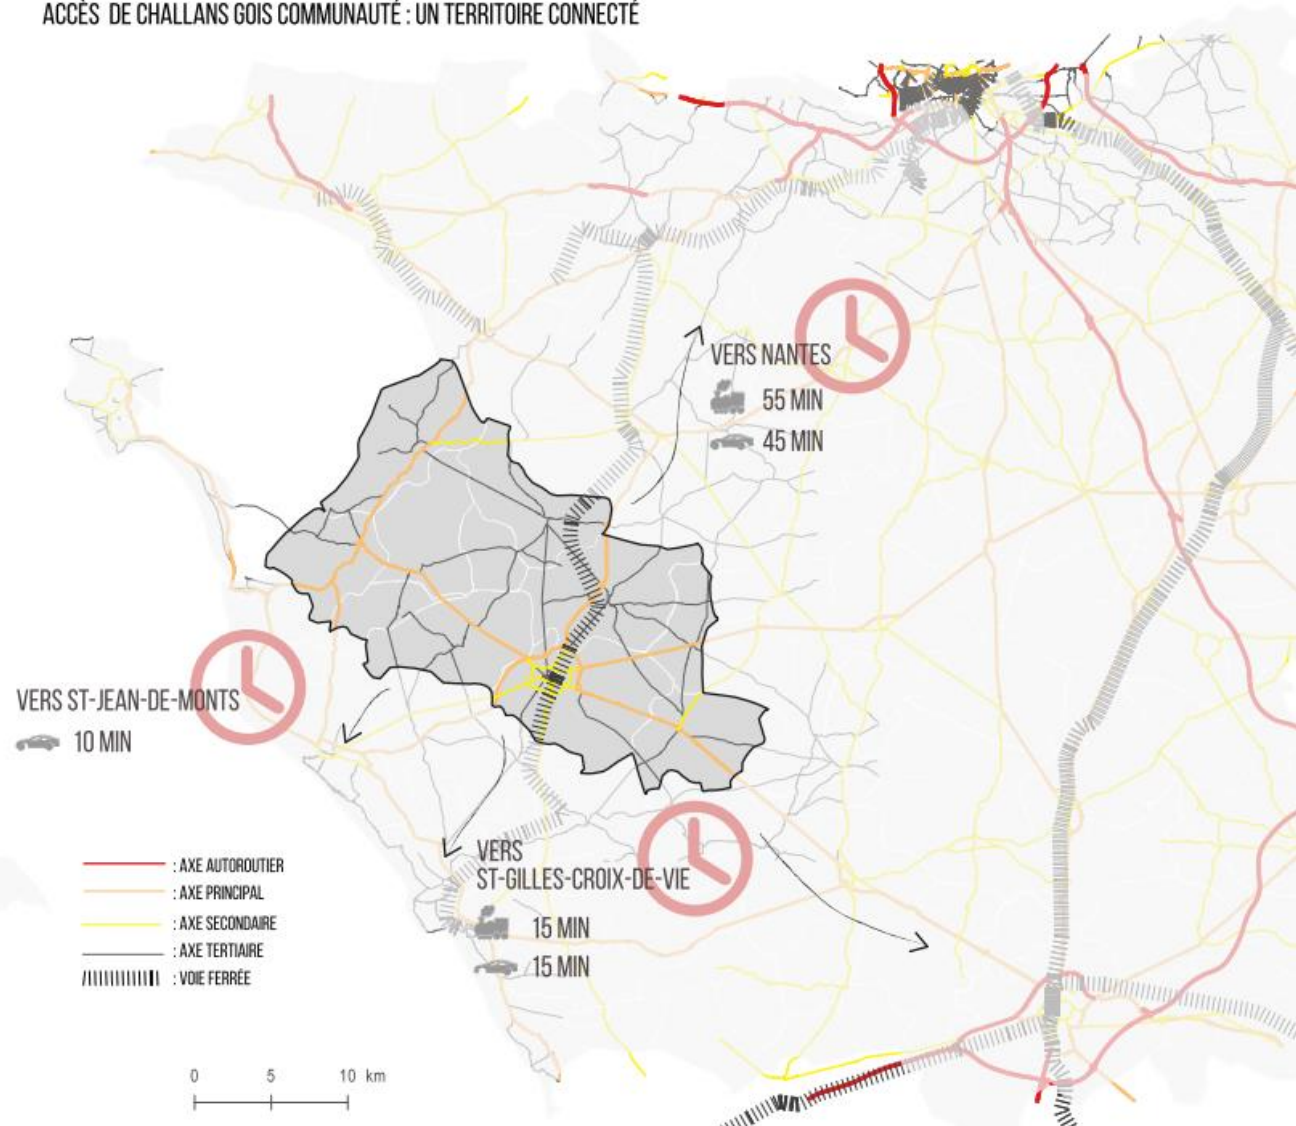 ACCÈS DE CHALLANS GOIS COMMUNAUTÉ : UN TERRITOIRE CONNECTÉ
VERS NANTES
55 MIN
45 MIN
VERS ST-JEAN-DE-MONTS
10 MIN
VERS
ST-GILLES-CROIX-DE-VIE
15 MIN
15 MIN
: AXE AUTOROUTIER
: AXE PRINCIPAL
: AXE SECONDAIRE
: AXE TERTIAIRE
: VOIE FERRÉE
0 5 10 km